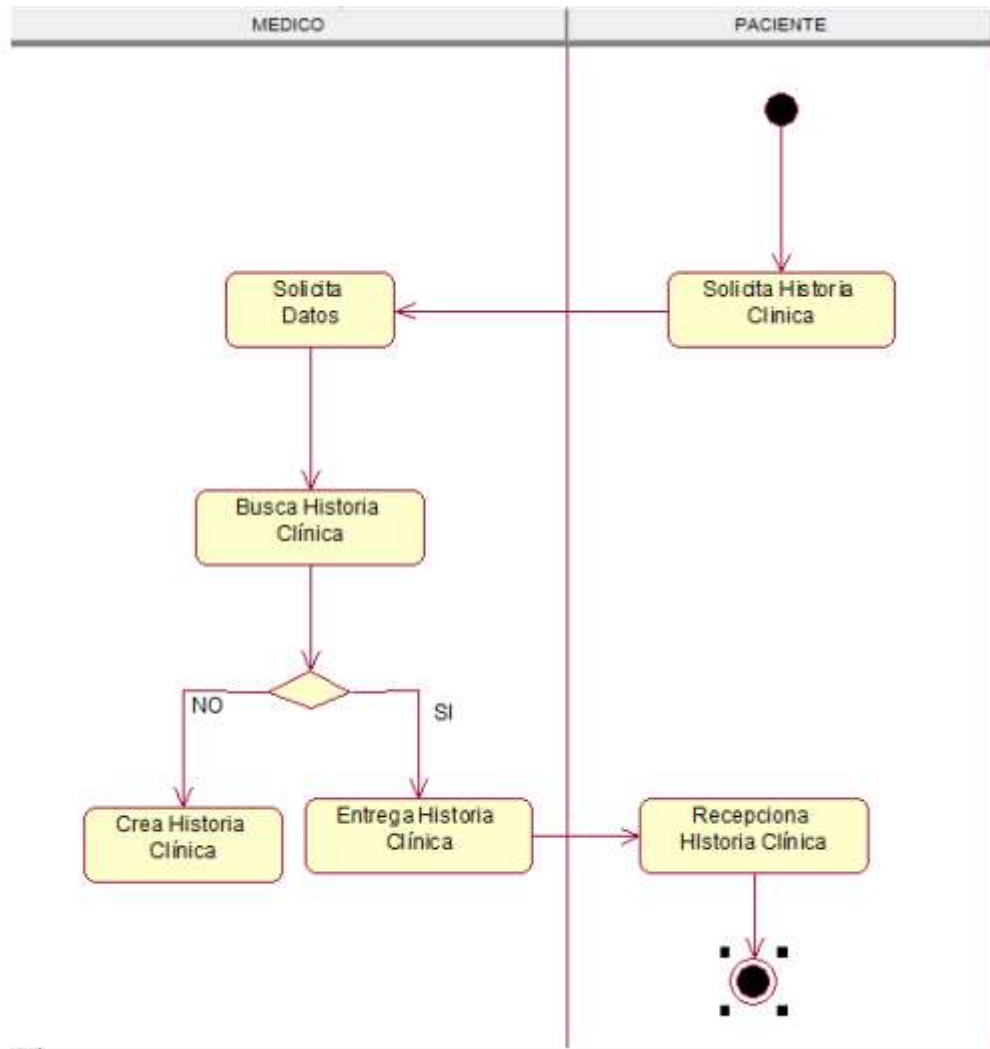 MEDICO
PACIENTE
Solicita
Datos
Solicita Historia
Clinica
Busca Historia
Clínica
NO
SI
Crea Historia
Clínica
Entrega Historia
Clínica
Recepciona
HIstoria Clínica